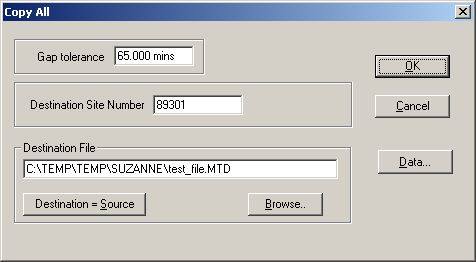 Copy All
Gap tolerance 65.000 mins
OK
Destination Site Number 89301
Cancel
Destination File
Data...
C:\TEMP\TEMP\SUZANNE\test_file.MTD
Destination = Source Browse..